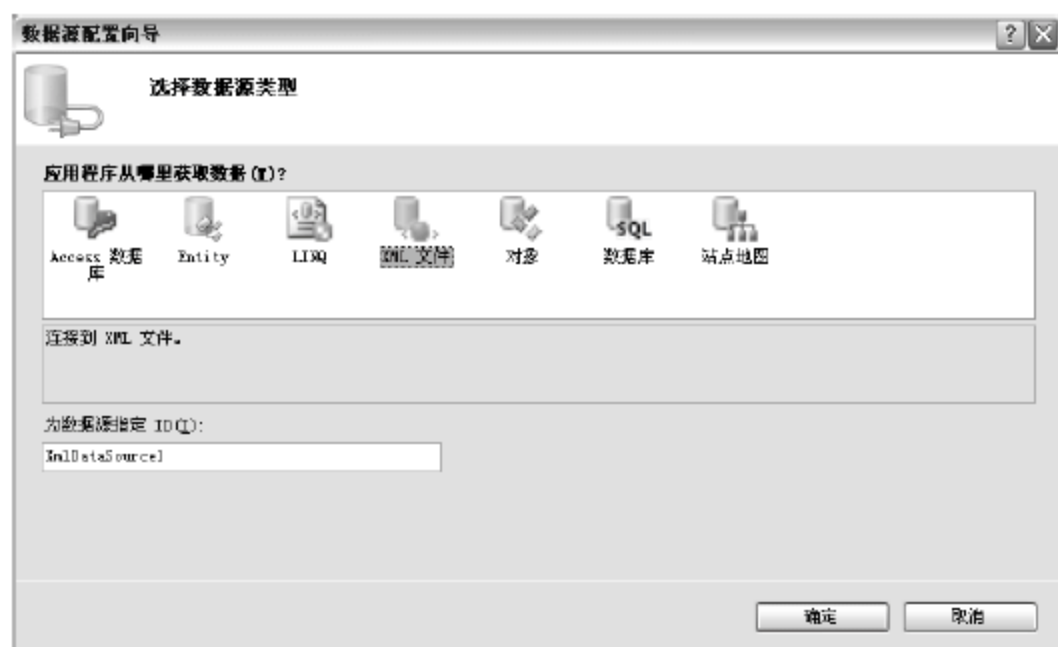 数据源配置向导
?
选择数据源类型
应用程序从哪里获取数据(W)?
SQL
Access 数据库 Entity LINQ XML 文件 对象 数据库 站点地图
连接到 XML 文件。
为数据源指定 ID(I):
XmlDataSource1
确定 取消